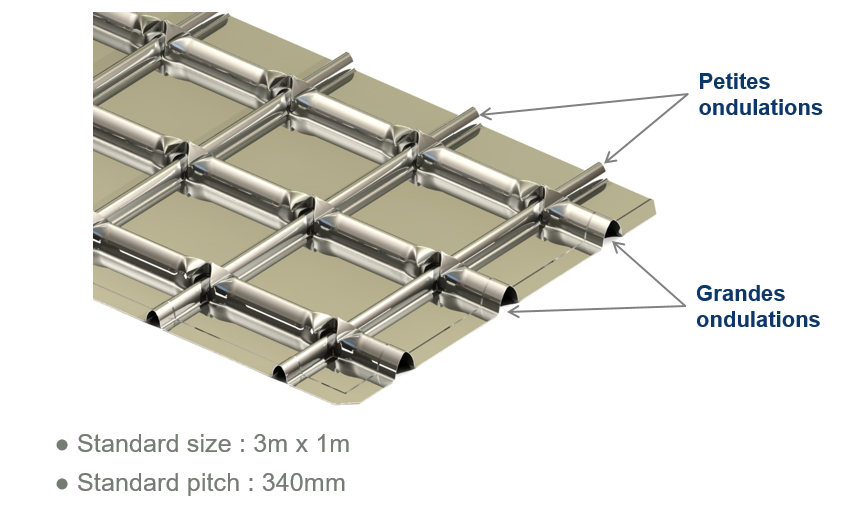 Petites
ondulations
Grandes
ondulations
● Standard size : 3m x 1m
● Standard pitch : 340mm